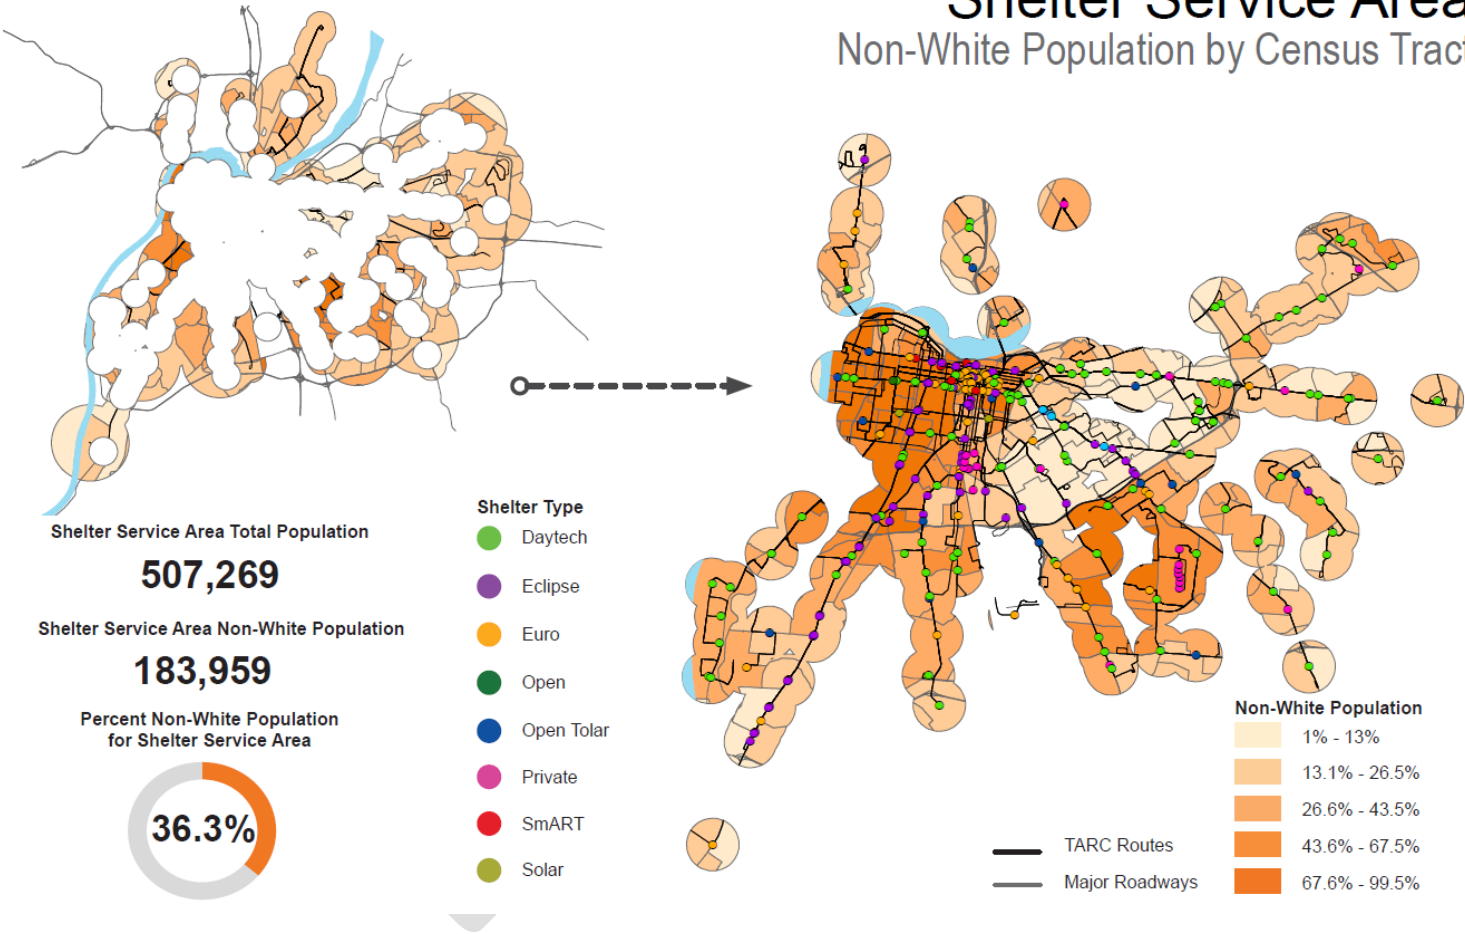 Shelter Service Area
Non-White Population by Census Tract
Shelter Service Area Total Population
507,269
Shelter Service Area Non-White Population
183,959
Percent Non-White Population
for Shelter Service Area
36.3%
Shelter Type
Daytech
Eclipse
Euro
Open
Open Tolar
Private
SmART
Solar
TARC Routes
Major Roadways
Non-White Population
1% - 13%
13.1% - 26.5%
26.6% - 43.5%
43.6% - 67.5%
67.6% - 99.5%